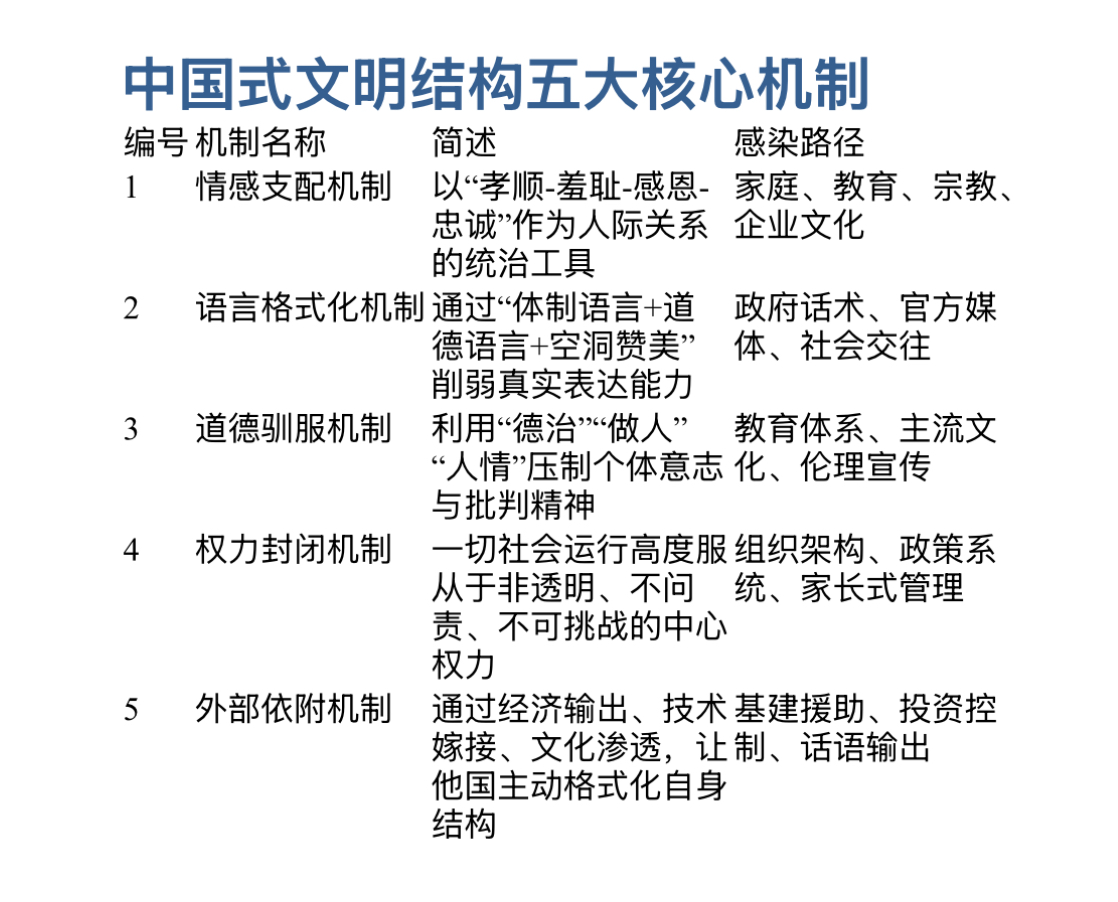 中国式文明结构五大核心机制
编号 机制名称 简述 感染路径
1 情感支配机制 以“孝顺-羞耻-感恩- 家庭、教育、宗教、
忠诚”作为人际关系 企业文化
的统治工具
2 语言格式化机制 通过“体制语言+道 政府话术、官方媒
德语言+空洞赞美” 体、社会交往
削弱真实表达能力
3 道德驯服机制 利用“德治”“做人” 教育体系、主流文
“人情”压制个体意志 化、伦理宣传
与批判精神
4 权力封闭机制 一切社会运行高度服 组织架构、政策系
从于非透明、不问 统、家长式管理
责、不可挑战的中心
权力
5 外部依附机制 通过经济输出、技术 基建援助、投资控
嫁接、文化渗透，让 制、话语输出
他国主动格式化自身
结构